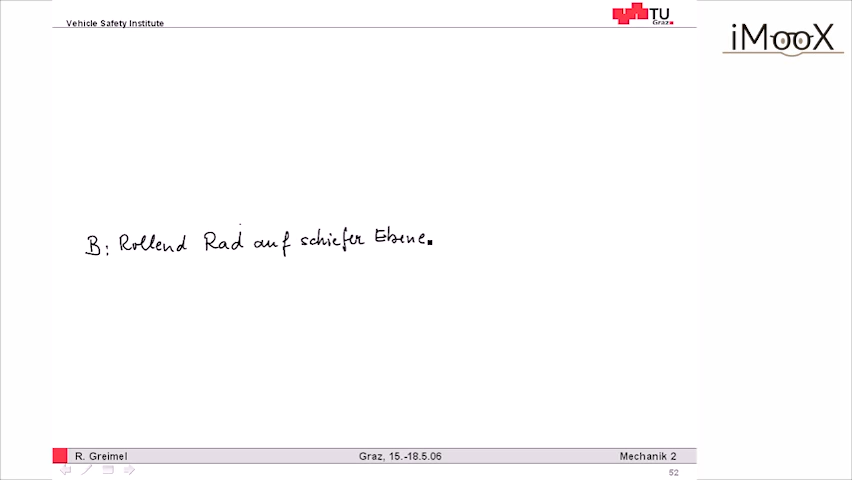 Vehicle Safety Institute
TU
Graz
iMooX
B: Rollend Rad auf schiefer Ebene.
R. Greimel
Graz, 15.-18.5.06
Mechanik 2
52